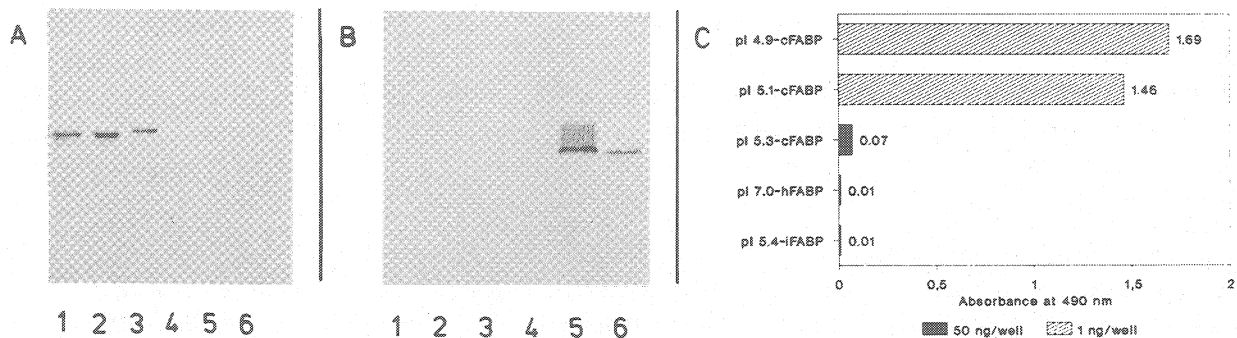 A
1 2 3 4 5 6
B
1 2 3 4 5 6
C
pI 4.9-cFABP
1.69
pI 5.1-cFABP
1.46
pI 5.3-cFABP
0.07
pI 7.0-hFABP
0.01
pI 5.4-iFABP
0.01
0 0,5 1 1,5 2
Absorbance at 490 nm
50 ng/well 1 ng/well